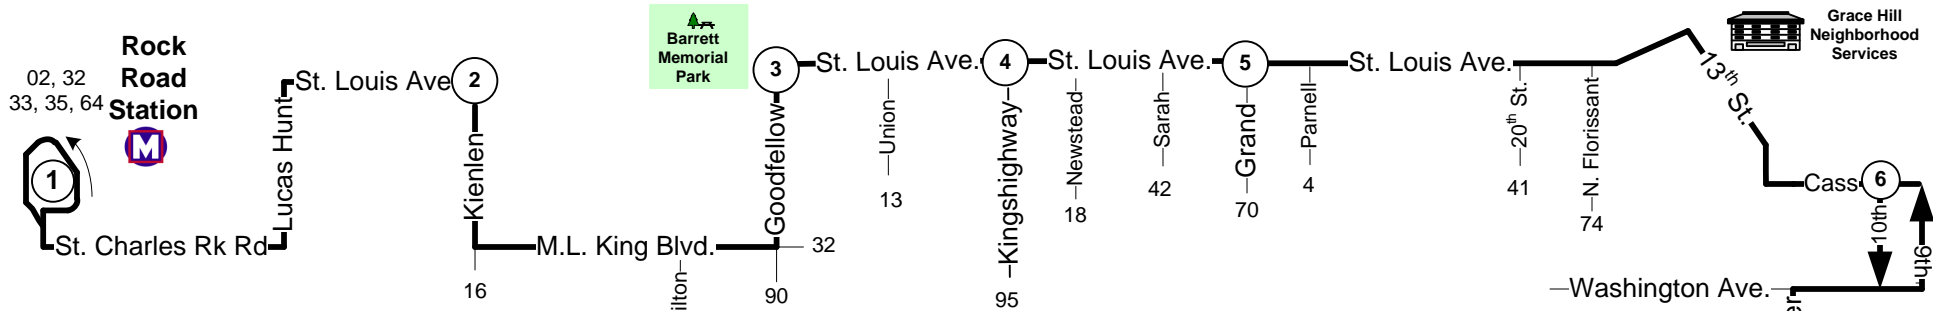 Rock
Road
Station
02, 32
33, 35, 64
M
1
St. Charles Rk Rd
Lucas Hunt
St. Louis Ave
2
Kienlen
16
M.L. King Blvd.
ilton
Barrett
Memorial
Park
3
Goodfellow
32
90
St. Louis Ave.
Union
13
4
Kingshighway
95
St. Louis Ave.
Newstead
18
Sarah
42
5
Grand
70
Parnell
4
St. Louis Ave.
20th St.
41
N. Florissant
74
13th St.
Grace Hill
Neighborhood
Services
Cass
6
10th
9th
Washington Ave.
er